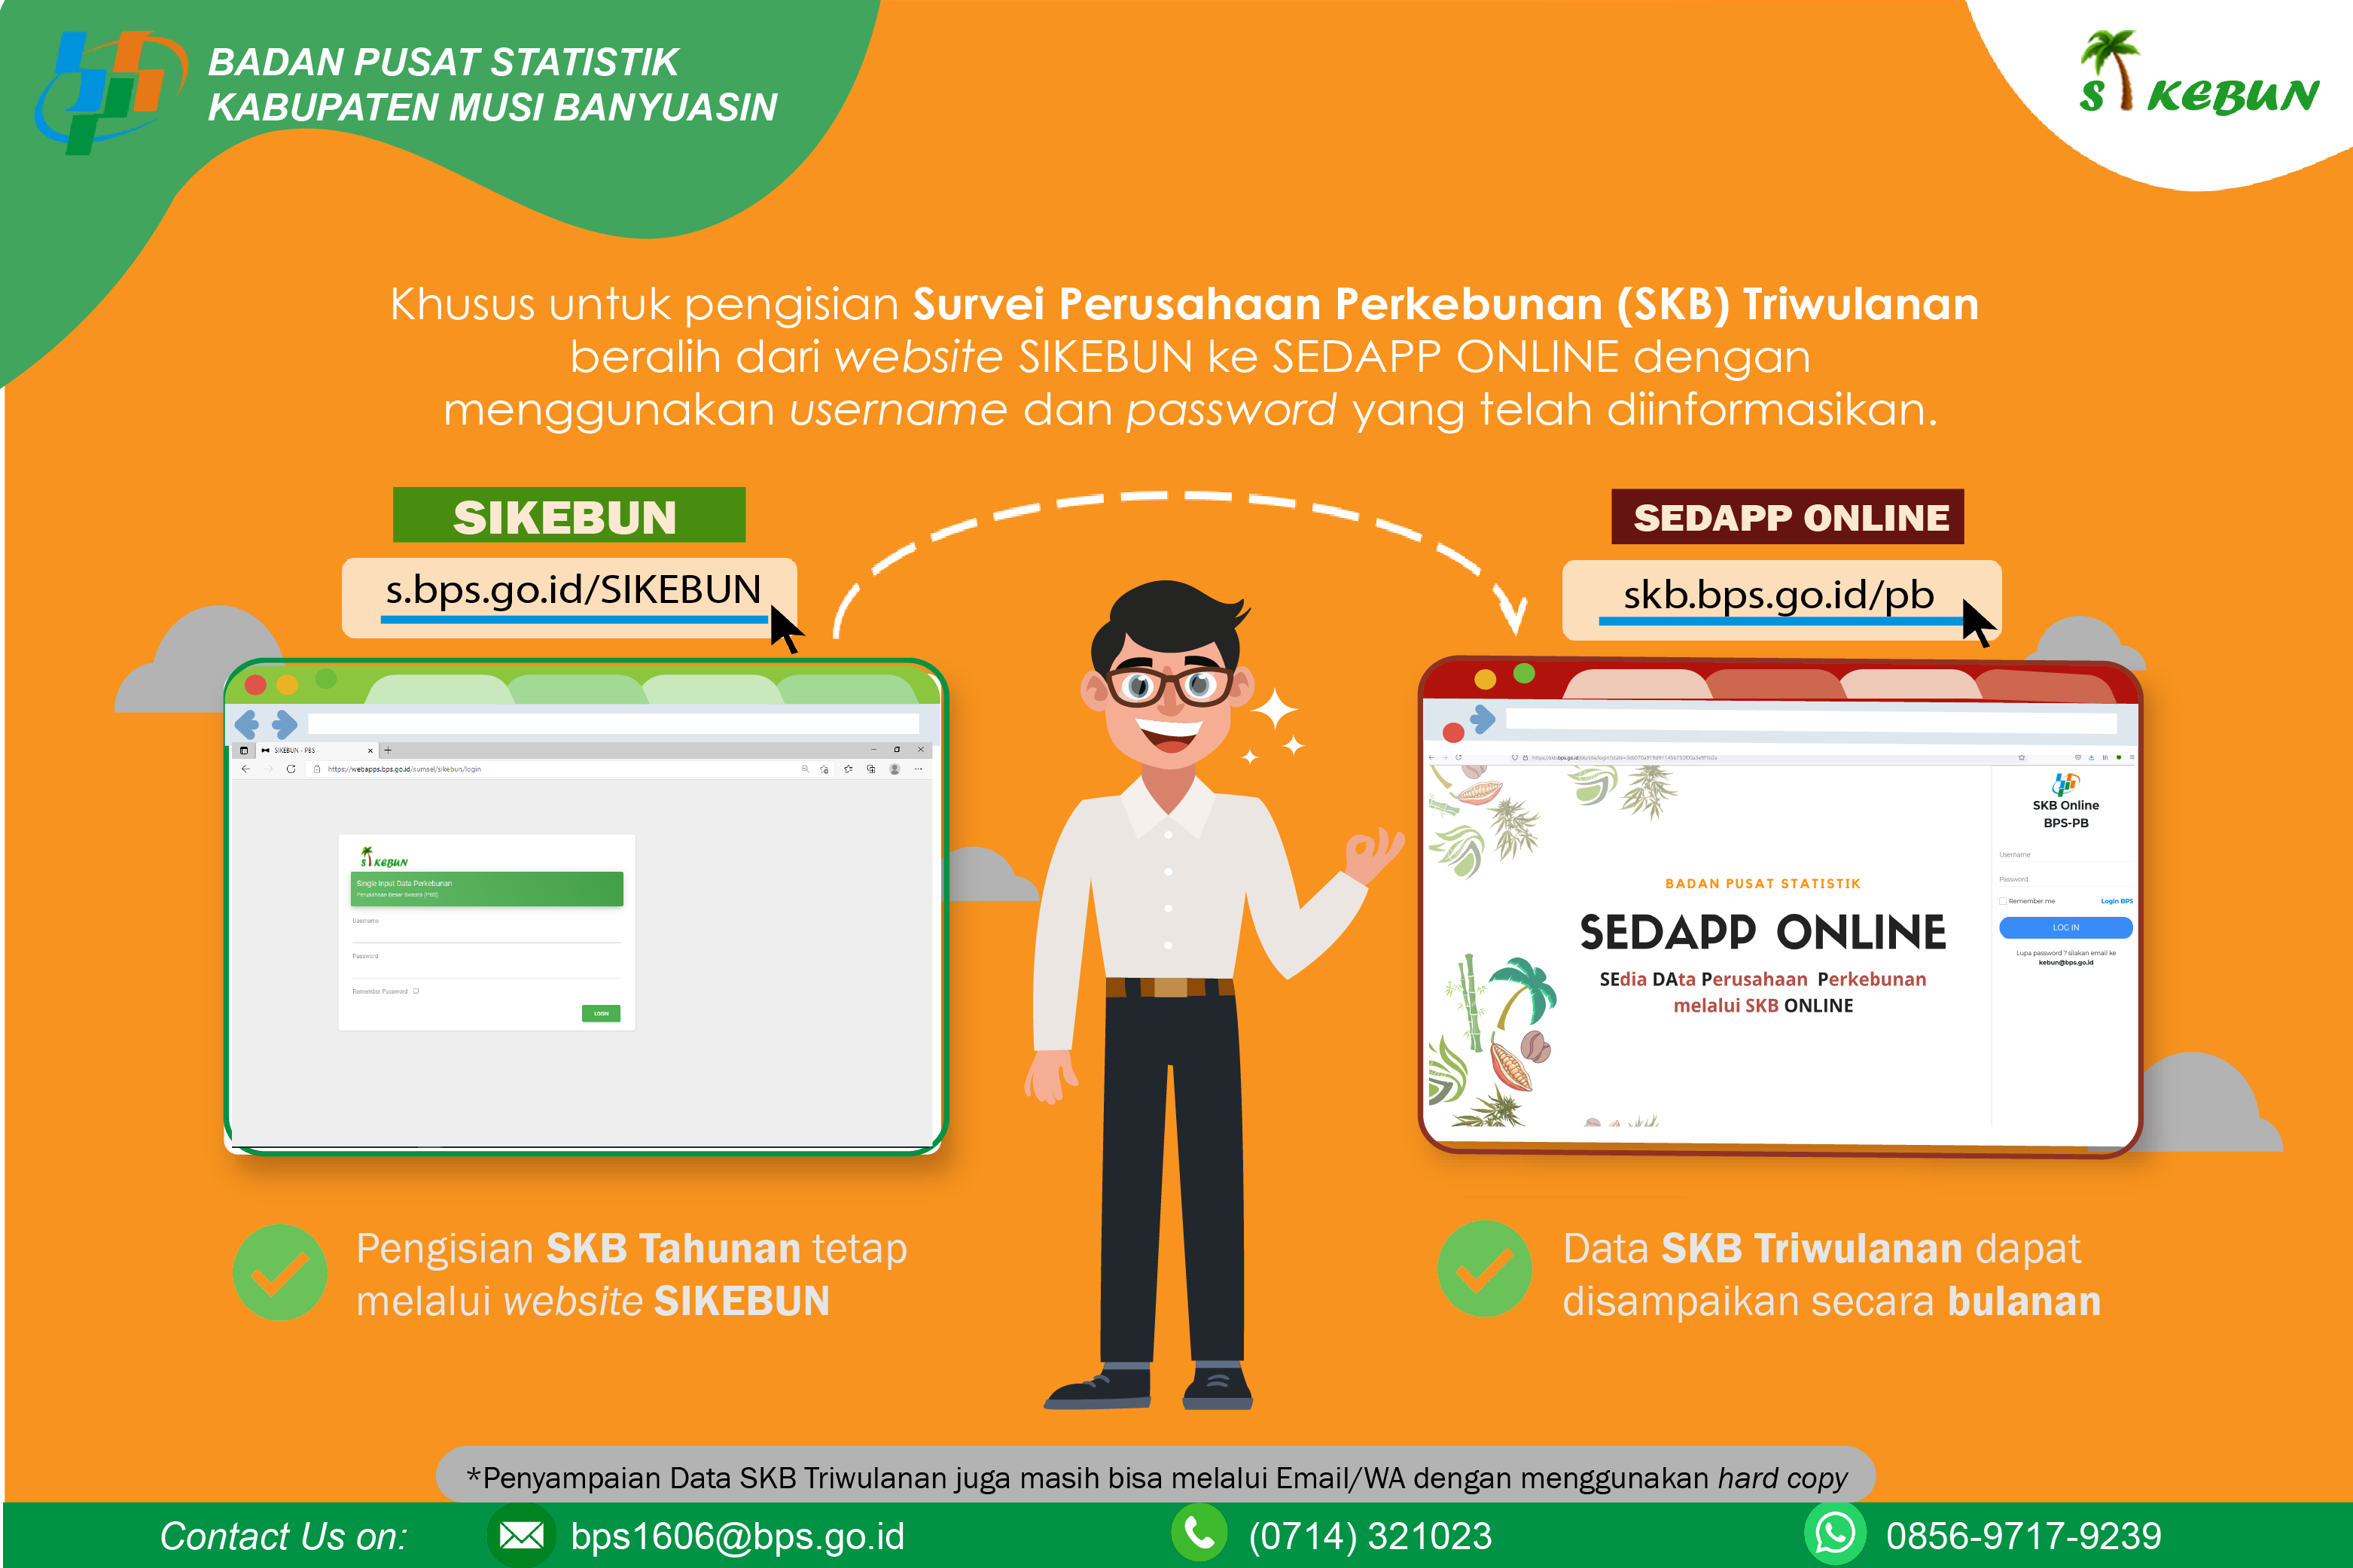 BADAN PUSAT STATISTIK
KABUPATEN MUSI BANYUASIN
S KEBUN
Khusus untuk pengisian Survei Perusahaan Perkebunan (SKB) Triwulanan
beralih dari website SIKEBUN ke SEDAPP ONLINE dengan
menggunakan username dan password yang telah diinformasikan.
SIKEBUN
s.bps.go.id/SIKEBUN
SEDAPP ONLINE
skb.bps.go.id/pb
SIKEBUN - PBS
https://webapps.bps.go.id/sumsel/sikebun/login
S KEBUN
Single Input Data Perkebunan
Perusahaan Besar Swasta (PBS)
Username
Password
Remember Password
LOGIN
BADAN PUSAT STATISTIK
SEDAPP ONLINE
SEdia DAta Perusahaan Perkebunan
melalui SKB ONLINE
SKB Online
BPS-PB
Username
Password
Remember me
Login BPS
LOG IN
Lupa password ? silakan email ke
kebun@bps.go.id
Pengisian SKB Tahunan tetap
melalui website SIKEBUN
Data SKB Triwulanan dapat
disampaikan secara bulanan
*Penyampaian Data SKB Triwulanan juga masih bisa melalui Email/WA dengan menggunakan hard copy
Contact Us on:
bps1606@bps.go.id
(0714) 321023
0856-9717-9239